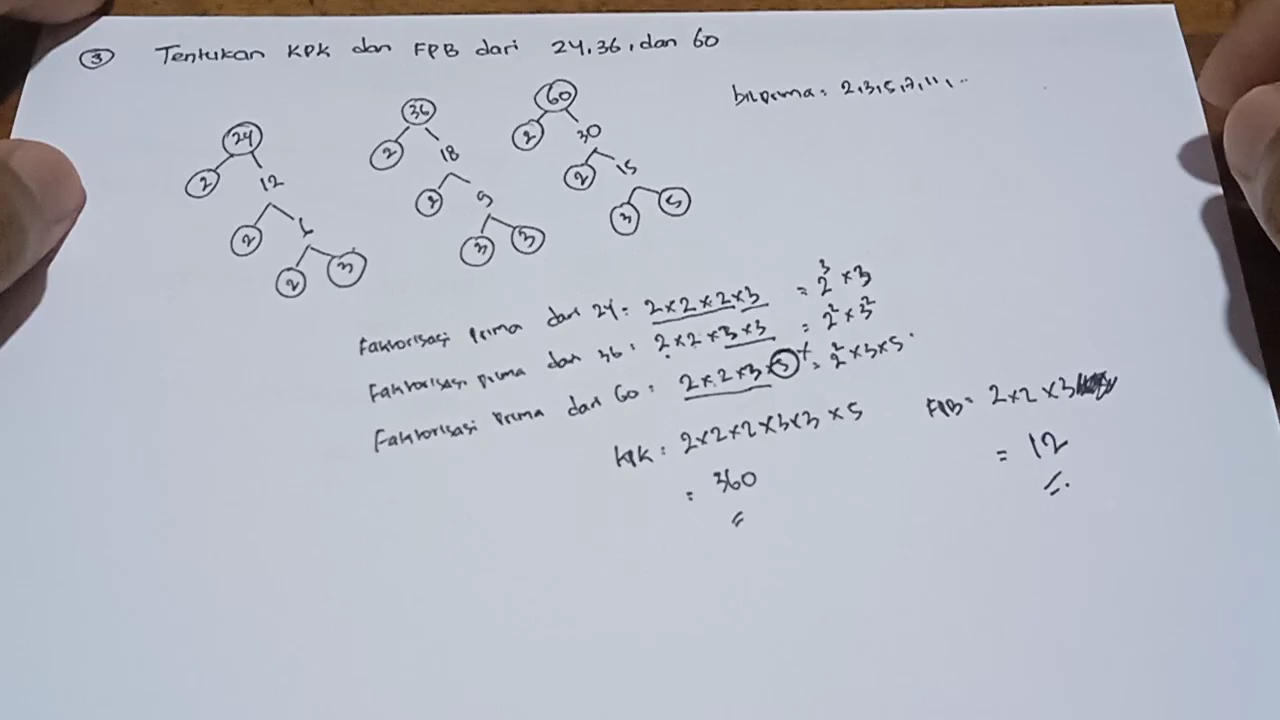 3 Tentukan KPK dan FPB dari 24, 36, dan 60
bil prima: 2, 3, 5, 7, 11, ..
24
2 12
2 6
2 3
36
2 18
2 9
3 3
60
2 30
2 15
3 5
Faktorisasi prima dari 24 = 2 × 2 × 2 × 3 = 2³ × 3
Faktorisasi prima dari 36 = 2 × 2 × 3 × 3 = 2² × 3²
Faktorisasi prima dari 60 = 2 × 2 × 3 × 5 = 2² × 3 × 5
KPK = 2 × 2 × 2 × 3 × 3 × 5
= 360
FPB = 2 × 2 × 3
= 12